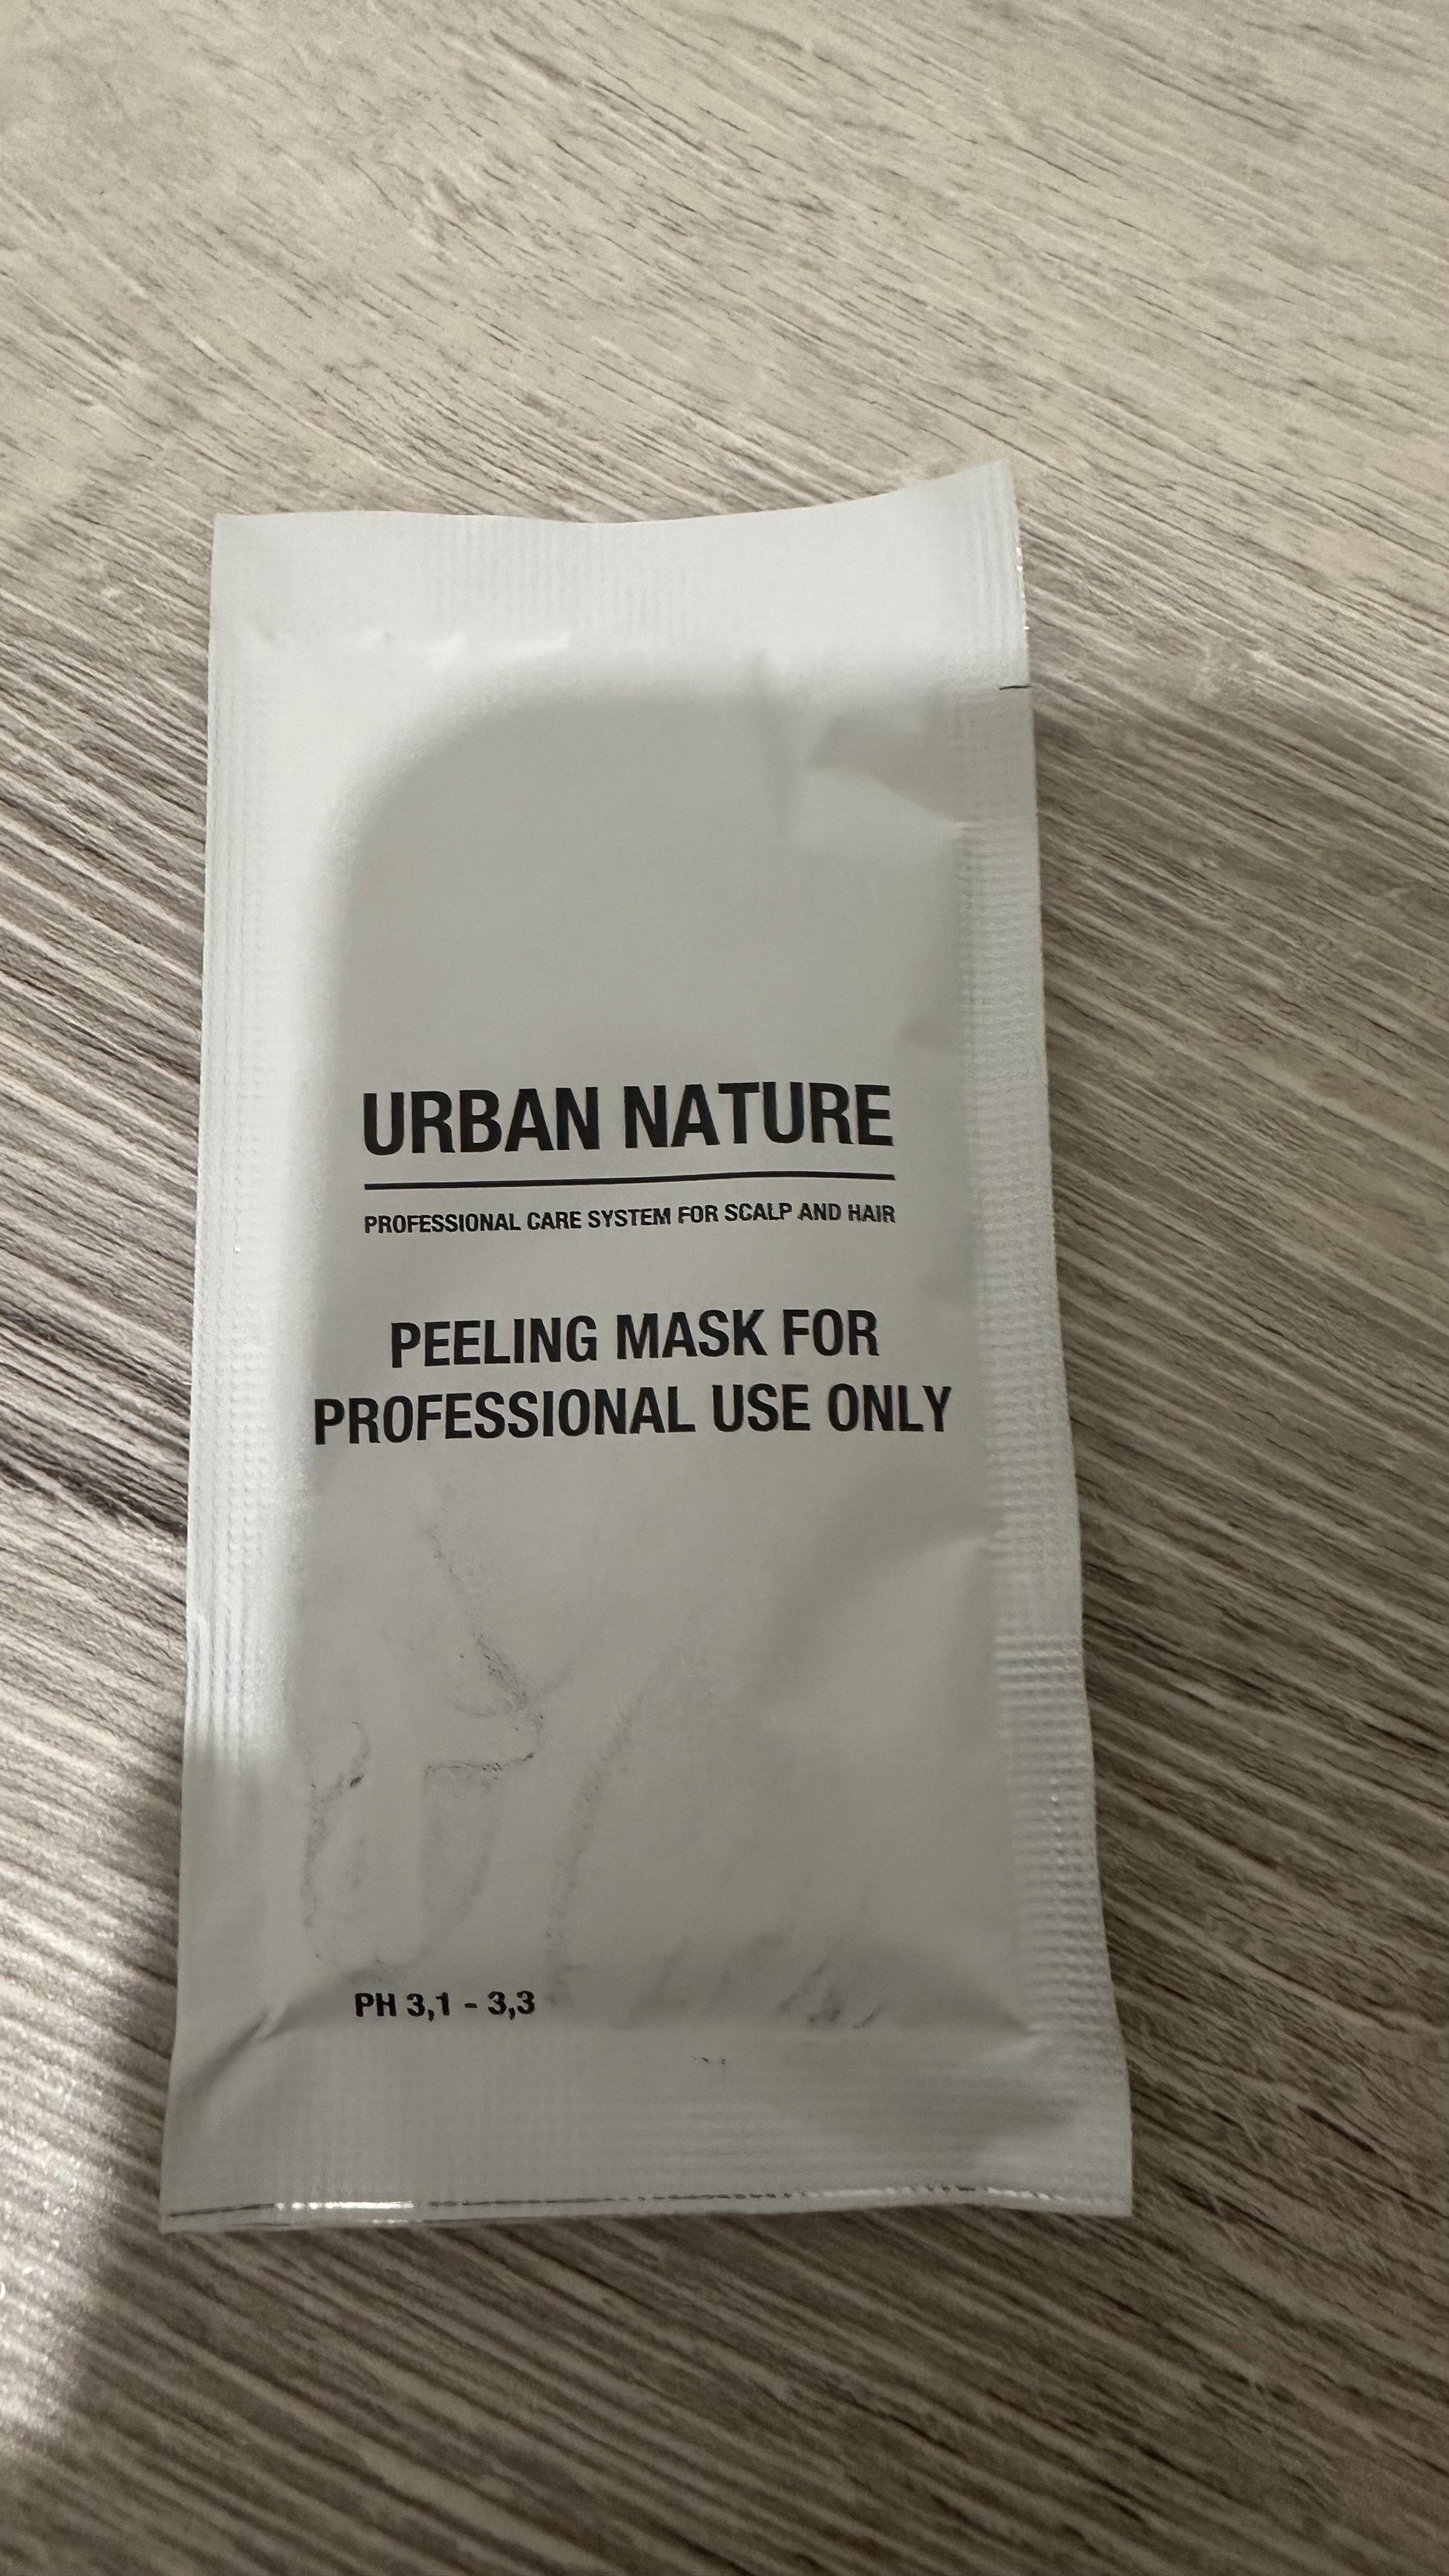 URBAN NATURE
PROFESSIONAL CARE SYSTEM FOR SCALP AND HAIR
PEELING MASK FOR
PROFESSIONAL USE ONLY
PH 3,1 - 3,3